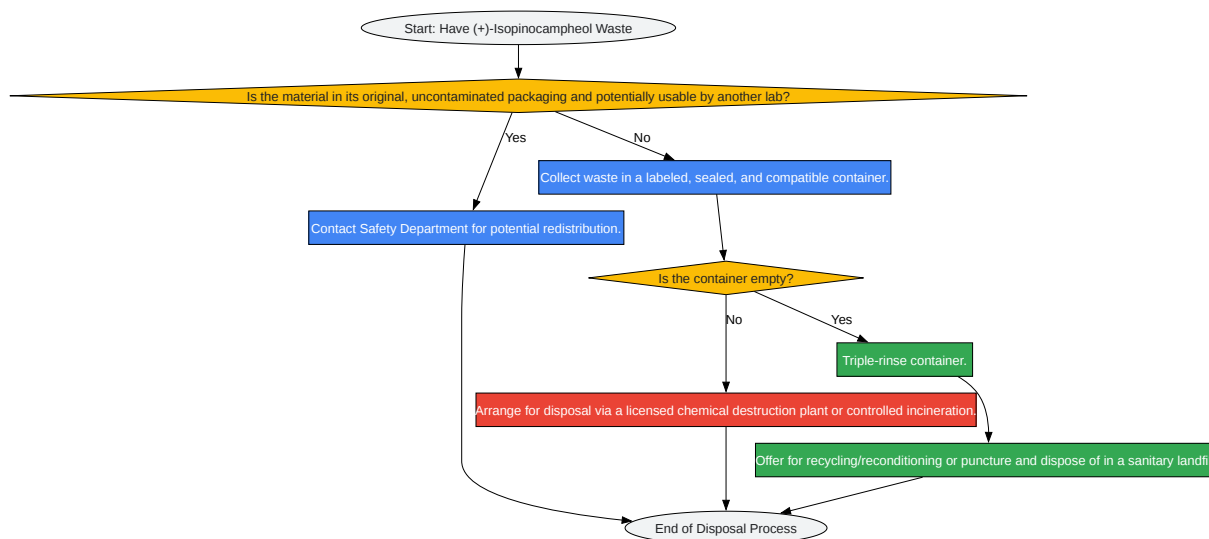 Start: Have (+)-Isopinocampheol Waste
Is the material in its original, uncontaminated packaging and potentially usable by another lab?
Yes
No
Collect waste in a labeled, sealed, and compatible container.
Contact Safety Department for potential redistribution.
Is the container empty?
No
Yes
Triple-rinse container.
Arrange for disposal via a licensed chemical destruction plant or controlled incineration.
Offer for recycling/reconditioning or puncture and dispose of in a sanitary
End of Disposal Process